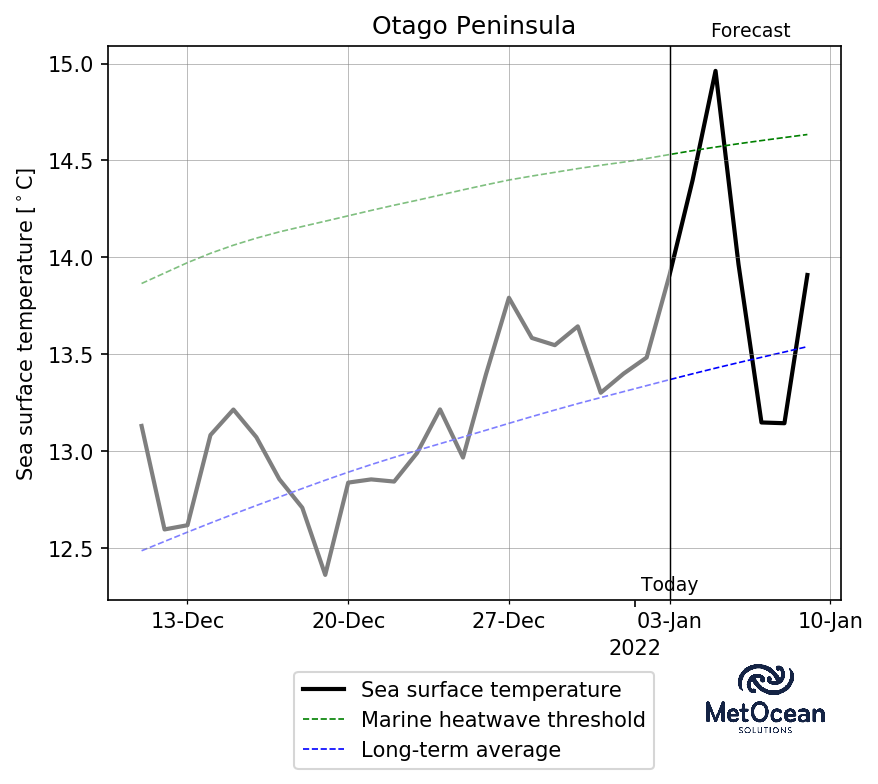 Otago Peninsula
Forecast
Sea surface temperature [°C]
15.0
14.5
14.0
13.5
13.0
12.5
Today
13-Dec
20-Dec
27-Dec
03-Jan
10-Jan
2022
Sea surface temperature
Marine heatwave threshold
Long-term average
MetOcean
SOLUTIONS